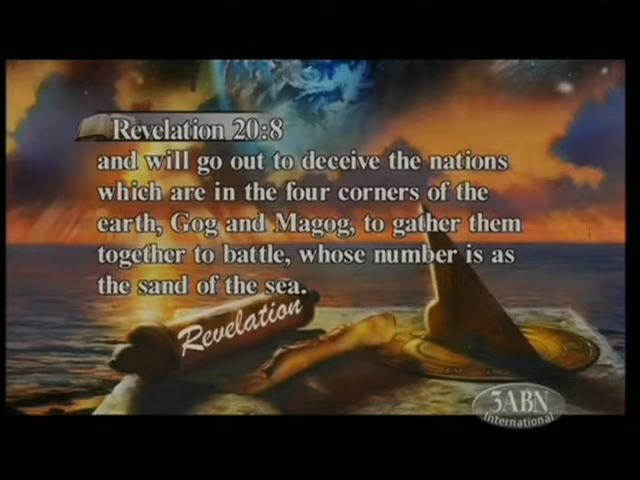 Revelation 20:8
and will go out to deceive the nations
which are in the four corners of the
earth, Gog and Magog, to gather them
together to battle, whose number is as
the sand of the sea.
Revelation
3ABN
International